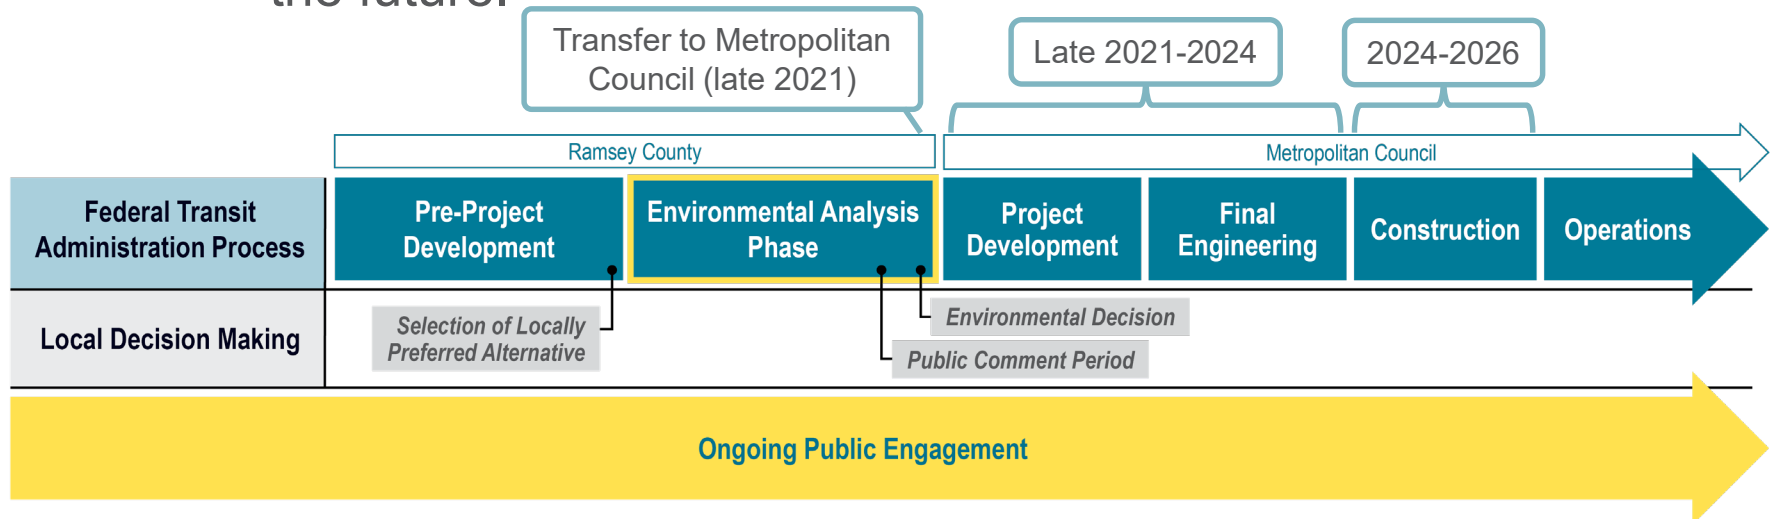 the future.
Transfer to Metropolitan
Council (late 2021)
Late 2021-2024
2024-2026
Ramsey County
Metropolitan Council
Federal Transit
Administration Process
Pre-Project
Development
Environmental Analysis
Phase
Project
Development
Final
Engineering
Construction
Operations
Local Decision Making
Selection of Locally
Preferred Alternative
Environmental Decision
Public Comment Period
Ongoing Public Engagement